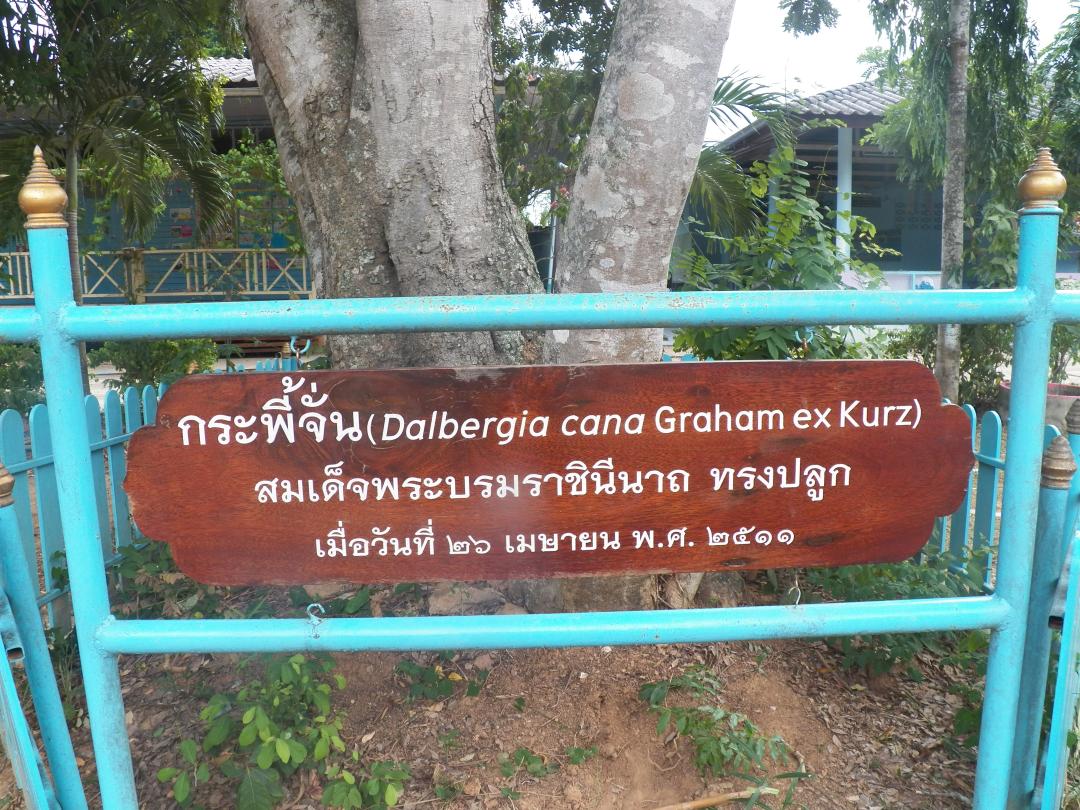 กระพี้จั่น (Dalbergia cana Graham ex Kurz)
สมเด็จพระบรมราชินีนาถ ทรงปลูก
เมื่อวันที่ ๒๖ เมษายน พ.ศ. ๒๕๑๑